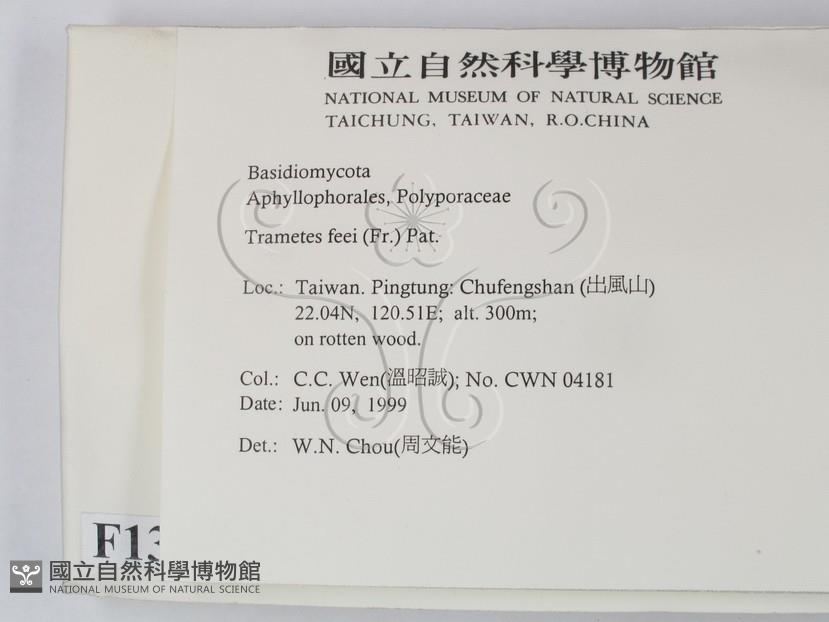 國立自然科學博物館
NATIONAL MUSEUM OF NATURAL SCIENCE
TAICHUNG, TAIWAN, R.O.CHINA
Basidiomycota
Aphyllophorales, Polyporaceae
Trametes feei (Fr.) Pat.
Loc.: Taiwan. Pingtung: Chufengshan (出風山)
22.04N, 120.51E; alt. 300m;
on rotten wood.
Col.: C.C. Wen(溫昭誠); No. CWN 04181
Date: Jun. 09, 1999
Det.: W.N. Chou(周文能)
F13
國立自然科學博物館
NATIONAL MUSEUM OF NATURAL SCIENCE